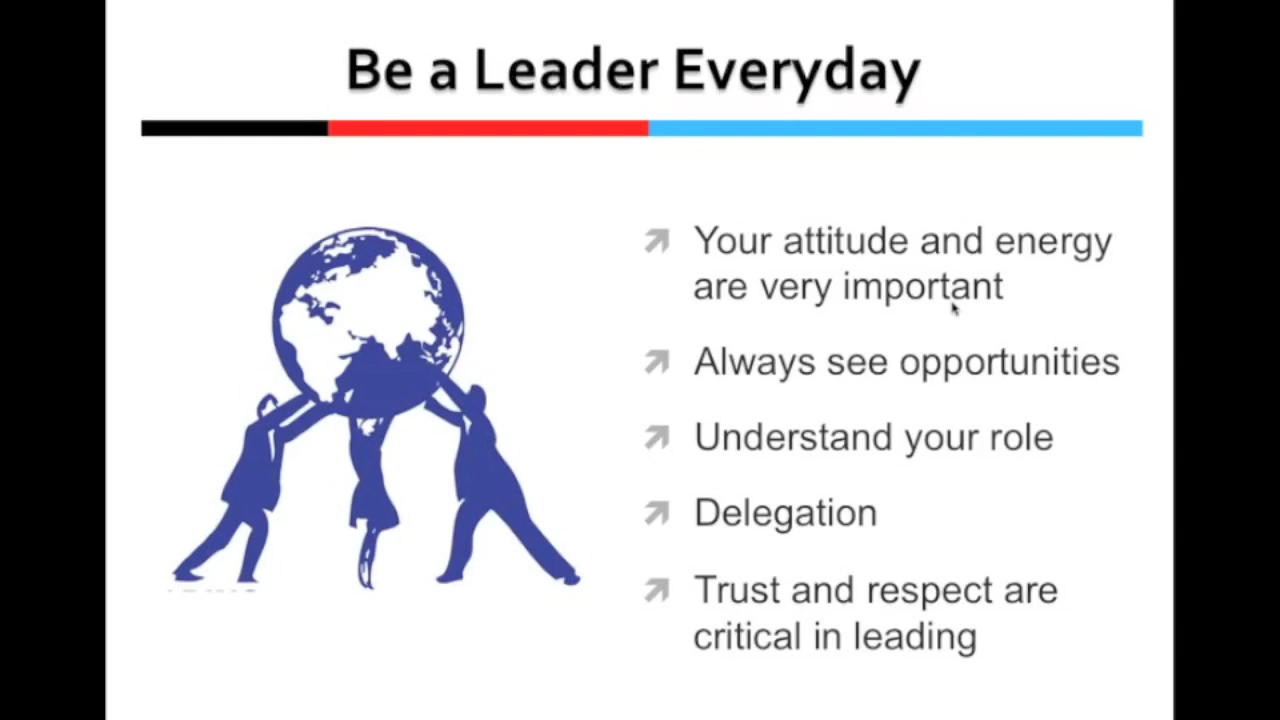 Be a Leader Everyday
Your attitude and energy
are very important
Always see opportunities
Understand your role
Delegation
Trust and respect are
critical in leading